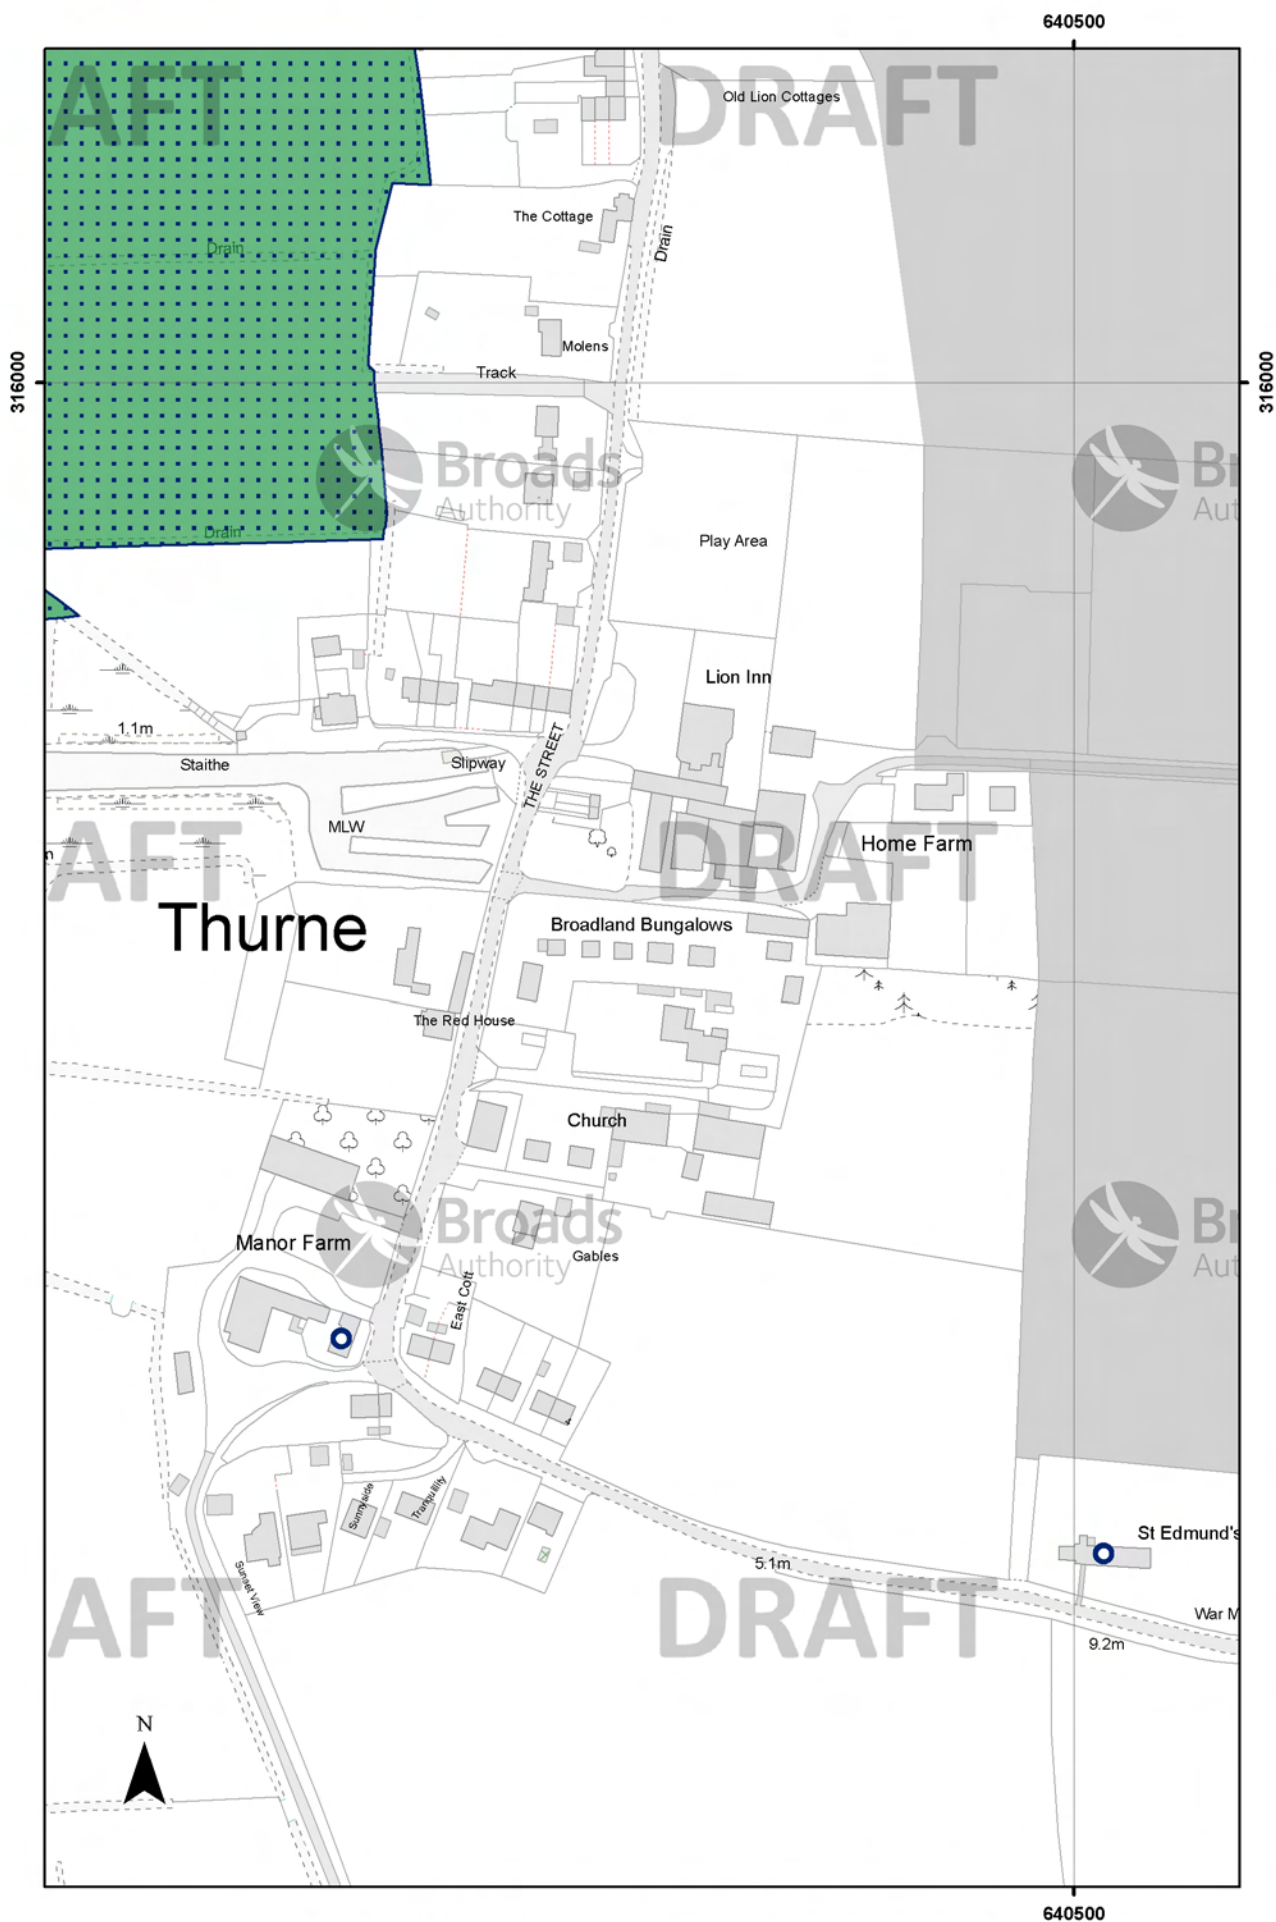 640500
AFT
DRAFT
Old Lion Cottages
The Cottage
Drain
Drain
Molens
Track
316000
316000
Broads
Authority
Br
Aut
Drain
Play Area
Lion Inn
1.1m
THE STREET
Staithe
Slipway
MLW
AFT
DRAFT
Home Farm
Thurne
Broadland Bungalows
The Red House
Church
Broads
Authority
Br
Aut
Manor Farm
Gables
East Cott
4
Sunnyside
Tranquillity
St Edmund's
5.1m
Sunset View
AFT
DRAFT
War M
9.2m
N
640500